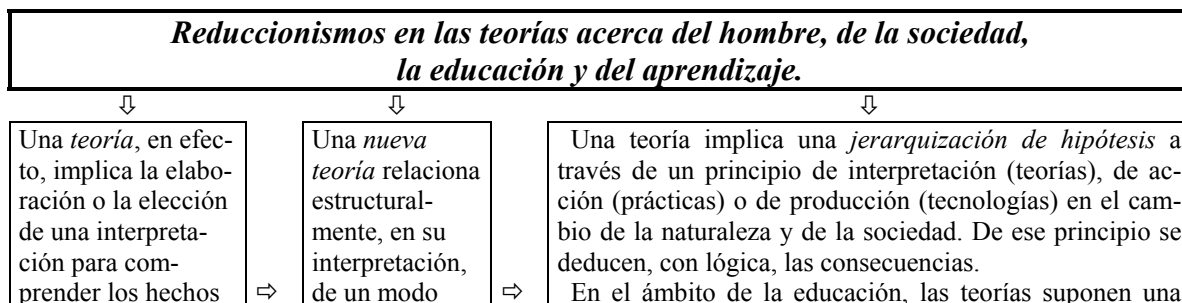 Reduccionismos en las teorías acerca del hombre, de la sociedad,
la educación y del aprendizaje.
⇩ ⇩ ⇩
Una teoría, en efec-
to, implica la elabo-
ración o la elección
de una interpreta-
ción para com-
prender los hechos
⇨
Una nueva
teoría relaciona
estructural-
mente, en su
interpretación,
de un modo
⇨
Una teoría implica una jerarquización de hipótesis a
través de un principio de interpretación (teorías), de ac-
ción (prácticas) o de producción (tecnologías) en el cam-
bio de la naturaleza y de la sociedad. De ese principio se
deducen, con lógica, las consecuencias.
En el ámbito de la educación, las teorías suponen una